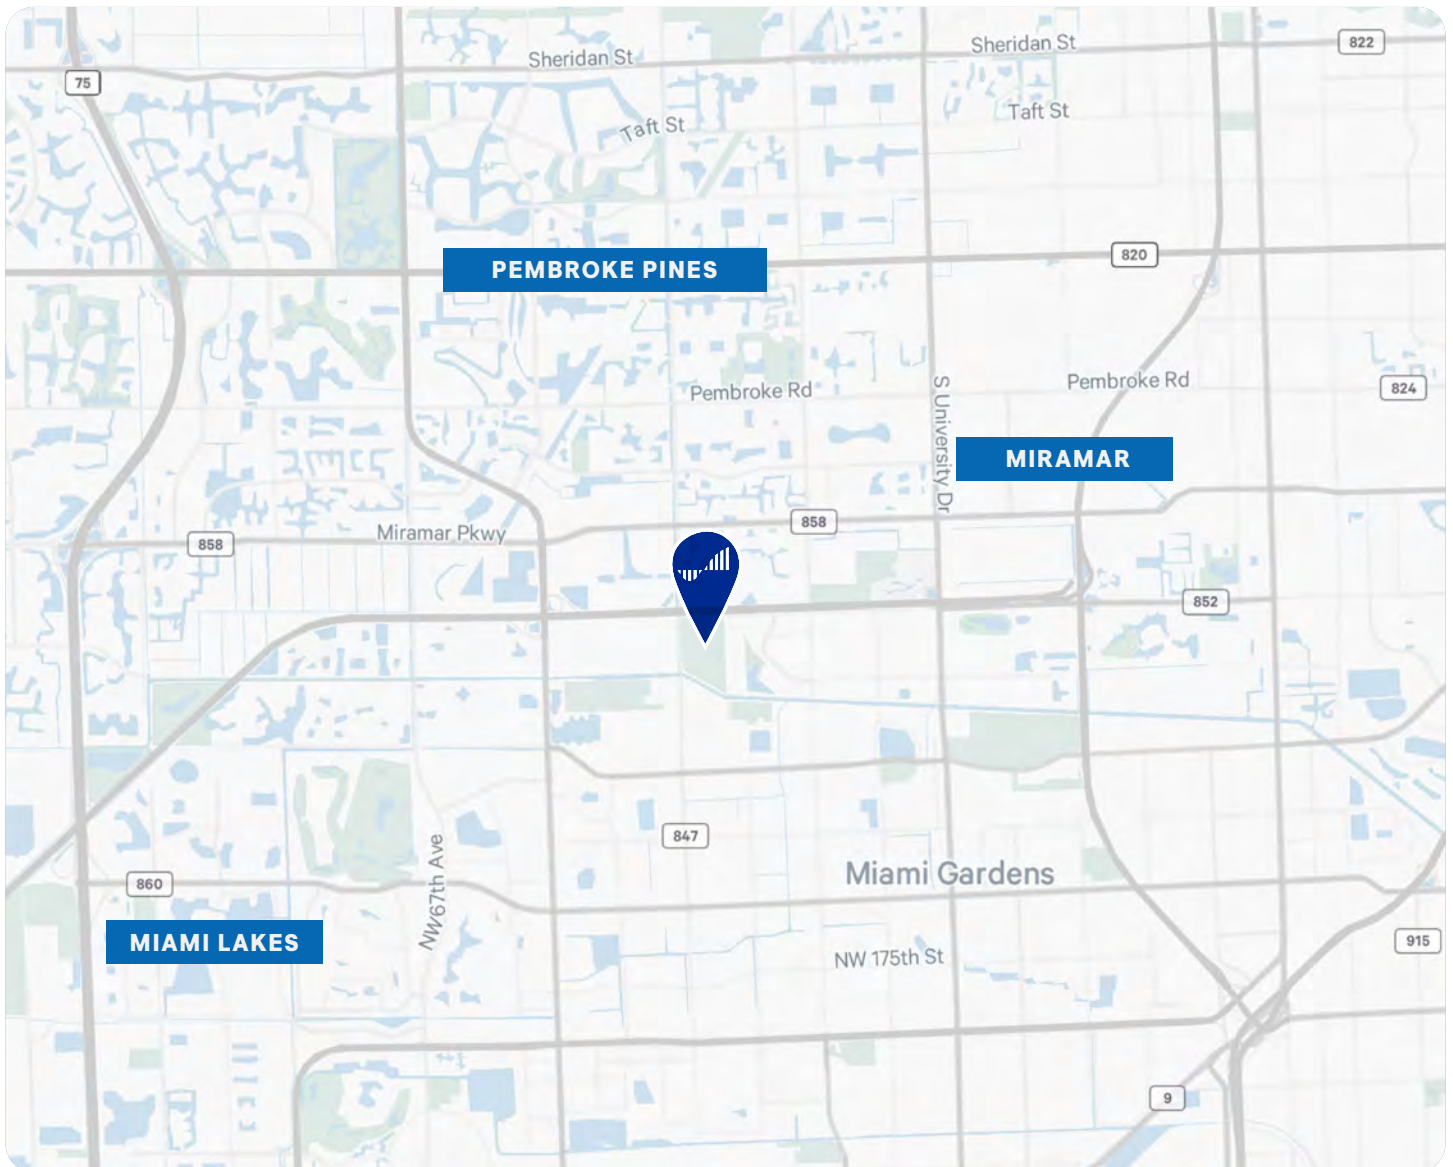 Sheridan St
Sheridan St
822
75
Taft St
Taft St
820
PEMBROKE PINES
Pembroke Rd
Pembroke Rd
824
S University Dr
MIRAMAR
858
Miramar Pkwy
858
852
847
Miami Gardens
860
NW67th Ave
MIAMI LAKES
NW 175th St
915
9